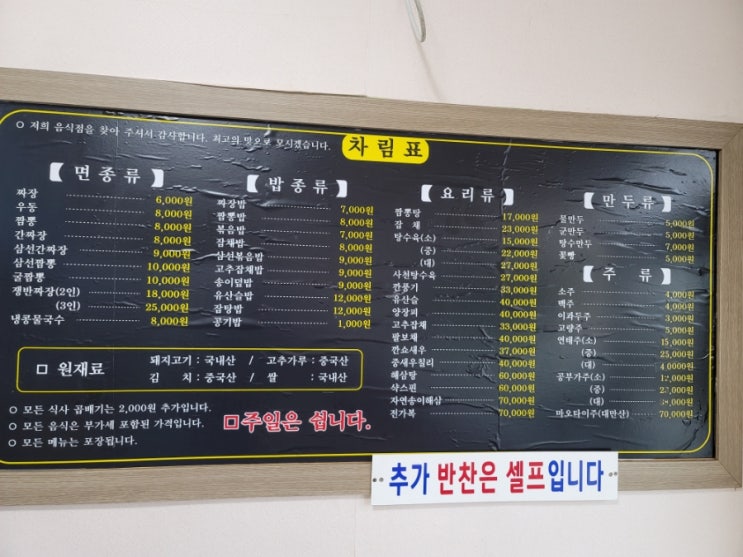 ○ 저희 음식점을 찾아 주셔서 감사합니다. 최고의 맛으로 모시겠습니다.
차림표
【 면종류 】
짜장 6,000원
우동 8,000원
짬뽕 8,000원
간짜장 8,000원
삼선간짜장 9,000원
삼선짬뽕 10,000원
굴짬뽕 10,000원
쟁반짜장(2인) 18,000원
(3인) 25,000원
냉콩물국수 8,000원
【 밥종류 】
짜장밥 7,000원
짬뽕밥 8,000원
볶음밥 7,000원
잡채밥 8,000원
삼선볶음밥 9,000원
고추잡채밥 9,000원
송이덮밥 9,000원
유산슬밥 12,000원
잡탕밥 12,000원
공기밥 1,000원
【 요리류 】
짬뽕탕 17,000원
잡 채 23,000원
탕수육(소) 15,000원
(중) 22,000원
(대) 27,000원
사천탕수육 27,000원
깐풍기 33,000원
유산슬 40,000원
양장피 40,000원
고추잡채 33,000원
팔보채 40,000원
깐쇼새우 37,000원
중새우칠리 40,000원
해삼탕 60,000원
샥스핀 60,000원
자연송이해삼 70,000원
전가복 70,000원
【 만두류 】
물만두 5,000원
군만두 5,000원
탕수만두 7,000원
꽃빵 5,000원
【 주 류 】
소주 4,000원
맥주 4,000원
이과두주 3,000원
고량주 5,000원
연태주(소) 15,000원
(중) 25,000원
(대) 4,0000원
공부가주(소)
(중)
(대)
마오타이주(대만산) 70,000원
□ 원재료
돼지고기 : 국내산 / 고추가루 : 중국산
김 치 : 중국산 / 쌀 : 국내산
○ 모든 식사 곱배기는 2,000원 추가입니다.
○ 모든 음식은 부가세 포함된 가격입니다.
○ 모든 메뉴는 포장됩니다.
□주일은 쉽니다.
추가 반찬은 셀프입니다